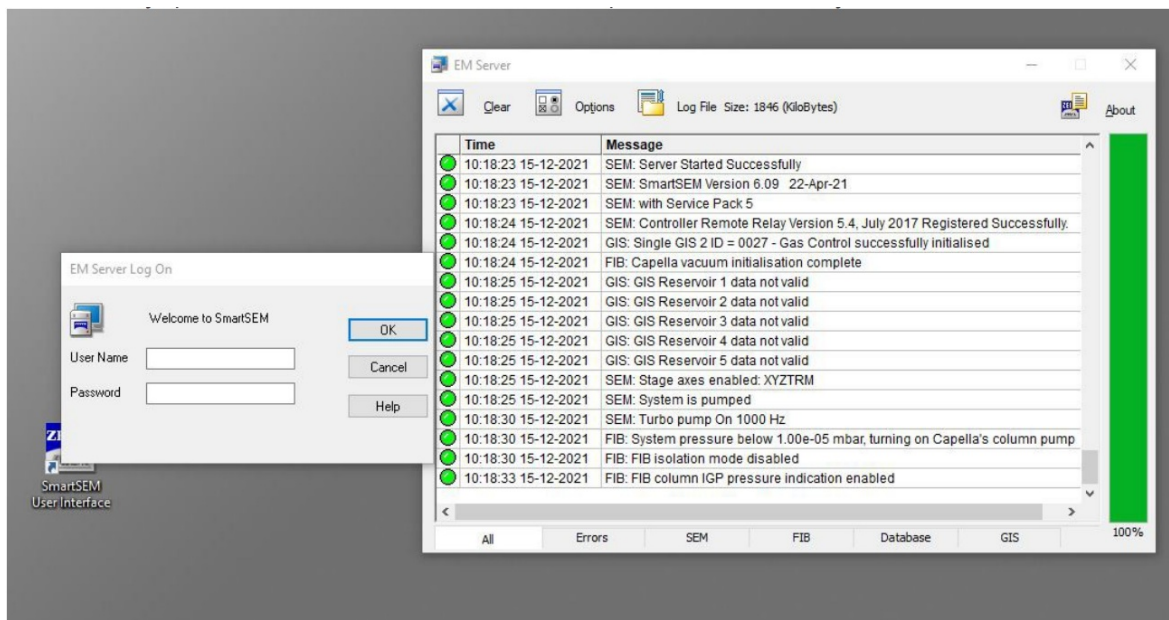 EM Server
Clear
Options
Log File Size: 1846 (KiloBytes)
About
Time Message
10:18:23 15-12-2021 SEM: Server Started Successfully
10:18:23 15-12-2021 SEM: SmartSEM Version 6.09 22-Apr-21
10:18:23 15-12-2021 SEM: with Service Pack 5
10:18:24 15-12-2021 SEM: Controller Remote Relay Version 5.4, July 2017 Registered Successfully.
10:18:24 15-12-2021 GIS: Single GIS 2 ID = 0027 - Gas Control successfully initialised
10:18:24 15-12-2021 FIB: Capella vacuum initialisation complete
10:18:25 15-12-2021 GIS: GIS Reservoir 1 data not valid
10:18:25 15-12-2021 GIS: GIS Reservoir 2 data not valid
10:18:25 15-12-2021 GIS: GIS Reservoir 3 data not valid
10:18:25 15-12-2021 GIS: GIS Reservoir 4 data not valid
10:18:25 15-12-2021 GIS: GIS Reservoir 5 data not valid
10:18:25 15-12-2021 SEM: Stage axes enabled: XYZTRM
10:18:25 15-12-2021 SEM: System is pumped
10:18:30 15-12-2021 SEM: Turbo pump On 1000 Hz
10:18:30 15-12-2021 FIB: System pressure below 1.00e-05 mbar, turning on Capella's column pump
10:18:30 15-12-2021 FIB: FIB isolation mode disabled
10:18:33 15-12-2021 FIB: FIB column IGP pressure indication enabled
All Errors SEM FIB Database GIS
100%
EM Server Log On
Welcome to SmartSEM
OK
User Name
Cancel
Password
Help
SmartSEM
User Interface